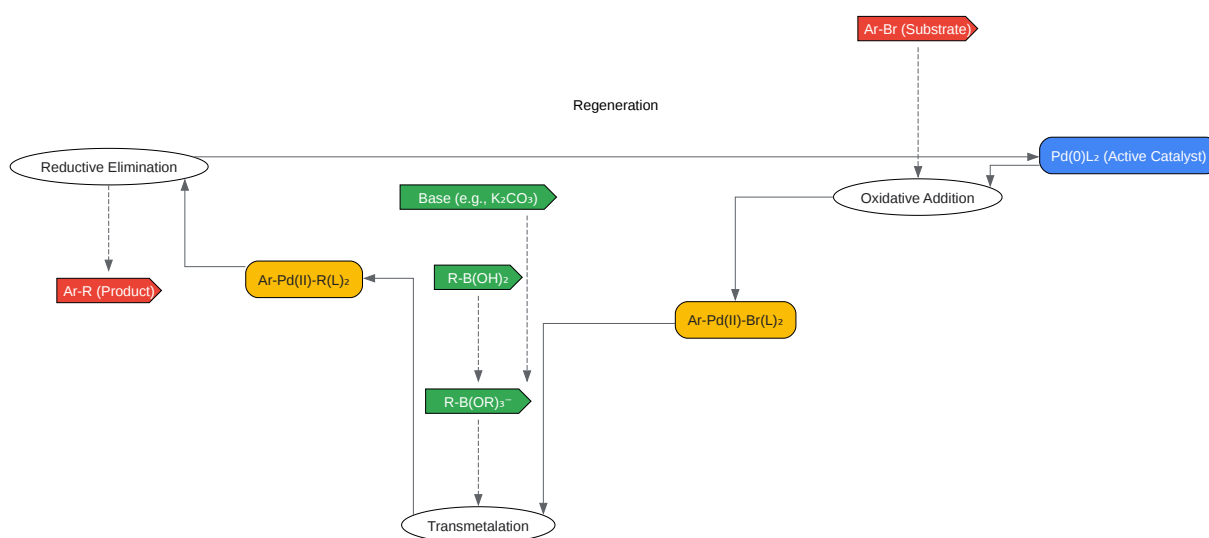 Ar-Br (Substrate)
Regeneration
Pd(0)L₂ (Active Catalyst)
Reductive Elimination
Base (e.g., K₂CO₃)
Oxidative Addition
Ar-Pd(II)-R(L)₂
R-B(OH)₂
Ar-R (Product)
Ar-Pd(II)-Br(L)₂
R-B(OR)₃⁻
Transmetalation